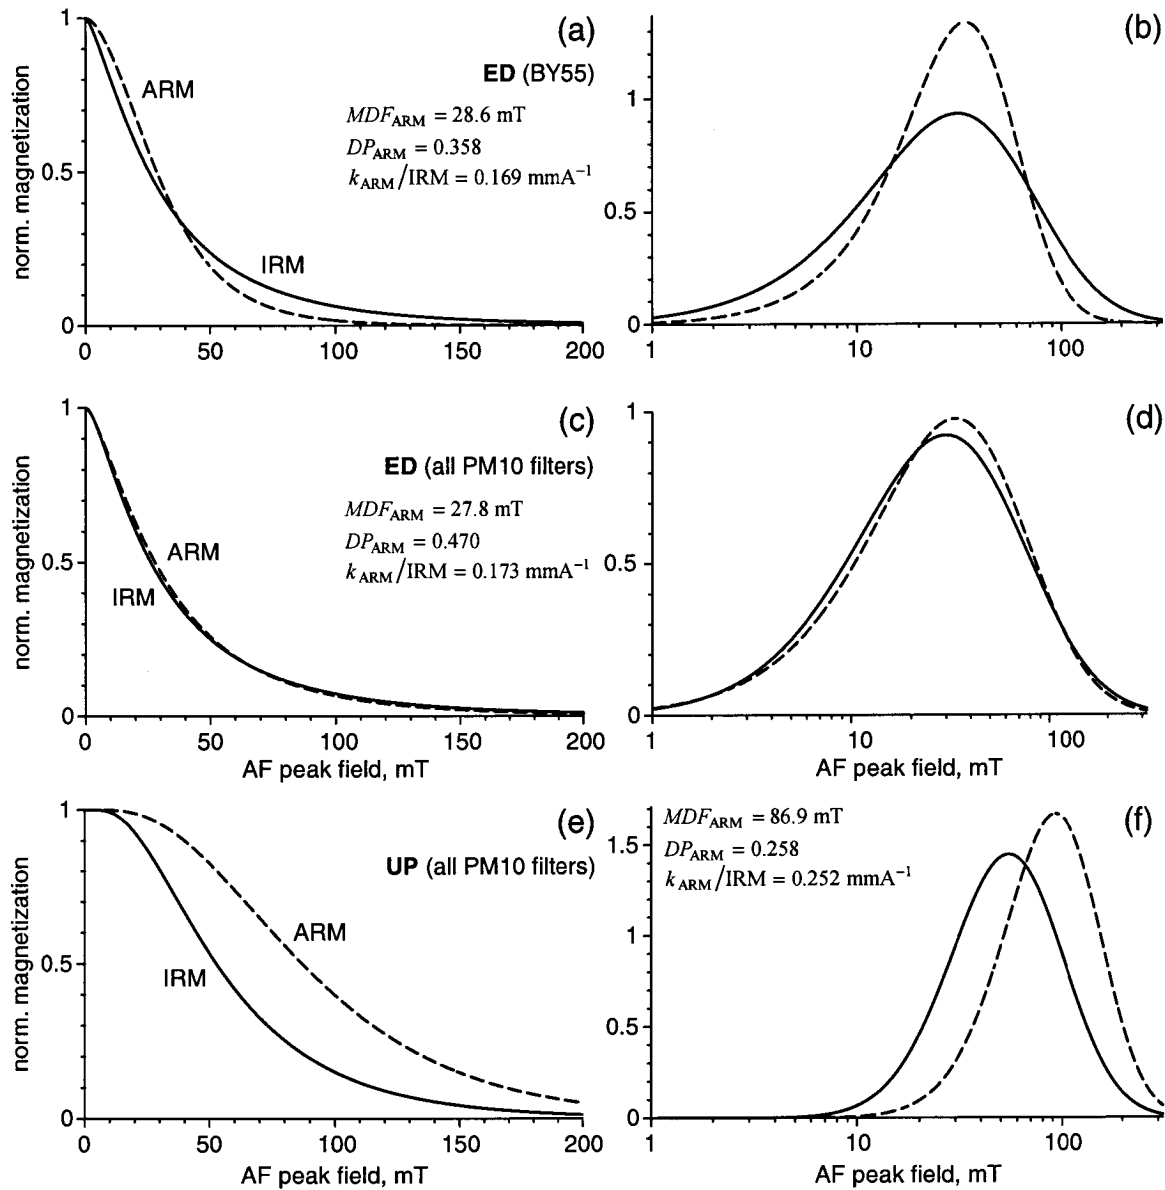 (a)
ED (BY55)
MDF_ARM = 28.6 mT
DP_ARM = 0.358
k_ARM/IRM = 0.169 mmA⁻¹
ARM
IRM
norm. magnetization
1
0.5
0
0 50 100 150 200
(b)
1
0.5
0
1 10 100
(c)
ED (all PM10 filters)
MDF_ARM = 27.8 mT
DP_ARM = 0.470
k_ARM/IRM = 0.173 mmA⁻¹
ARM
IRM
norm. magnetization
1
0.5
0
0 50 100 150 200
AF peak field, mT
(d)
1
0.5
0
1 10 100
AF peak field, mT
(e)
UP (all PM10 filters)
ARM
IRM
norm. magnetization
1
0.5
0
0 50 100 150 200
AF peak field, mT
(f)
MDF_ARM = 86.9 mT
DP_ARM = 0.258
k_ARM/IRM = 0.252 mmA⁻¹
1.5
1
0.5
0
1 10 100
AF peak field, mT